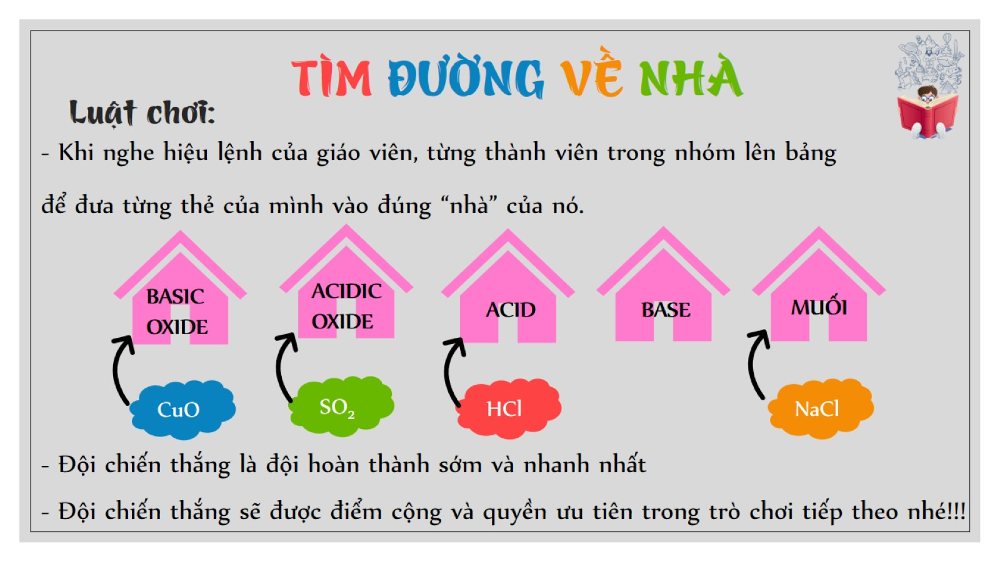 TÌM ĐƯỜNG VỀ NHÀ
Luật chơi:
- Khi nghe hiệu lệnh của giáo viên, từng thành viên trong nhóm lên bảng
để đưa từng thẻ của mình vào đúng “nhà” của nó.
BASIC
OXIDE
ACIDIC
OXIDE
ACID
BASE
MUỐI
CuO
SO₂
HCl
NaCl
- Đội chiến thắng là đội hoàn thành sớm và nhanh nhất
- Đội chiến thắng sẽ được điểm cộng và quyền ưu tiên trong trò chơi tiếp theo nhé!!!